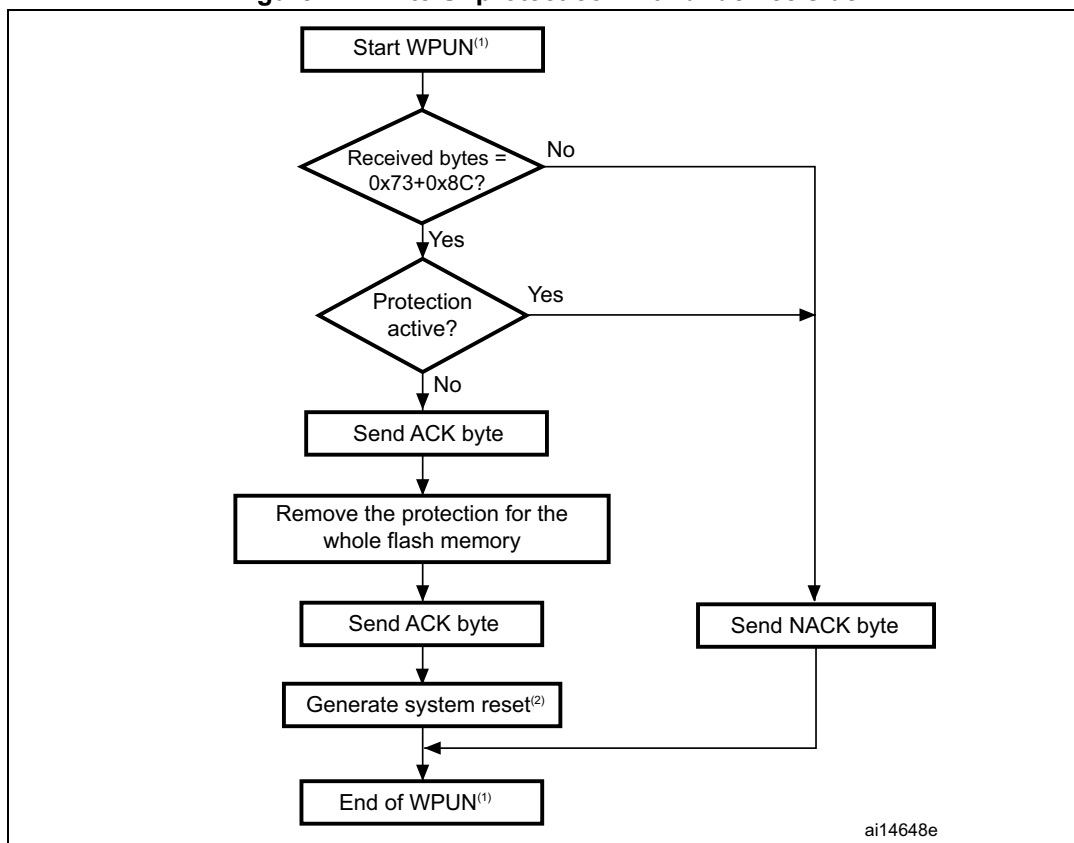 Start WPUN(1)
Received bytes =
0x73+0x8C?
No
Yes
Protection
active?
Yes
No
Send ACK byte
Remove the protection for the
whole flash memory
Send ACK byte
Send NACK byte
Generate system reset(2)
End of WPUN(1)
ai14648e